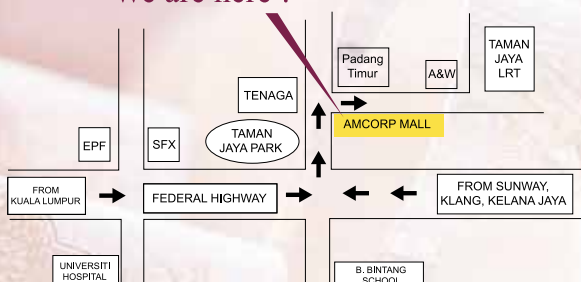 We are here !
Padang
Timur
A&W
TAMAN
JAYA
LRT
TENAGA
AMCORP MALL
TAMAN
JAYA PARK
EPF
SFX
FROM
KUALA LUMPUR
FEDERAL HIGHWAY
FROM SUNWAY,
KLANG, KELANA JAYA
UNIVERSITI
HOSPITAL
B. BINTANG
SCHOOL